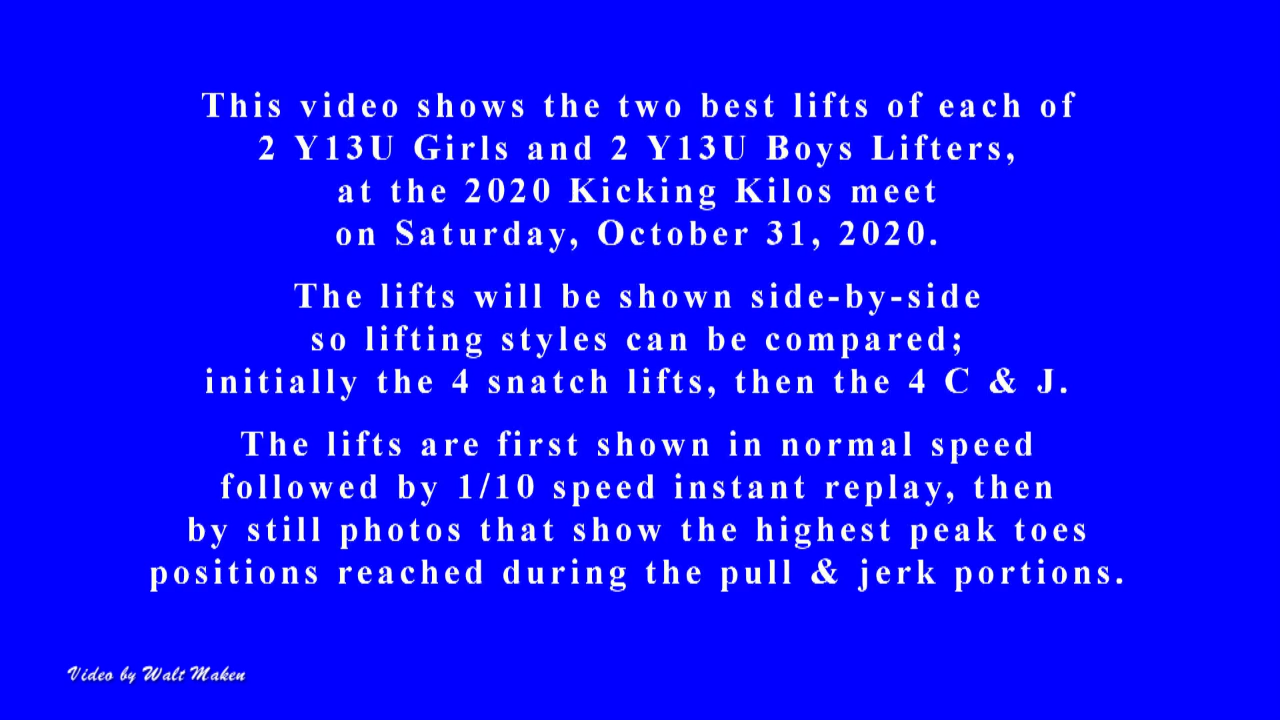 This video shows the two best lifts of each of
2 Y13U Girls and 2 Y13U Boys Lifters,
at the 2020 Kicking Kilos meet
on Saturday, October 31, 2020.
The lifts will be shown side-by-side
so lifting styles can be compared;
initially the 4 snatch lifts, then the 4 C & J.
The lifts are first shown in normal speed
followed by 1/10 speed instant replay, then
by still photos that show the highest peak toes
positions reached during the pull & jerk portions.
Video by Walt Maken